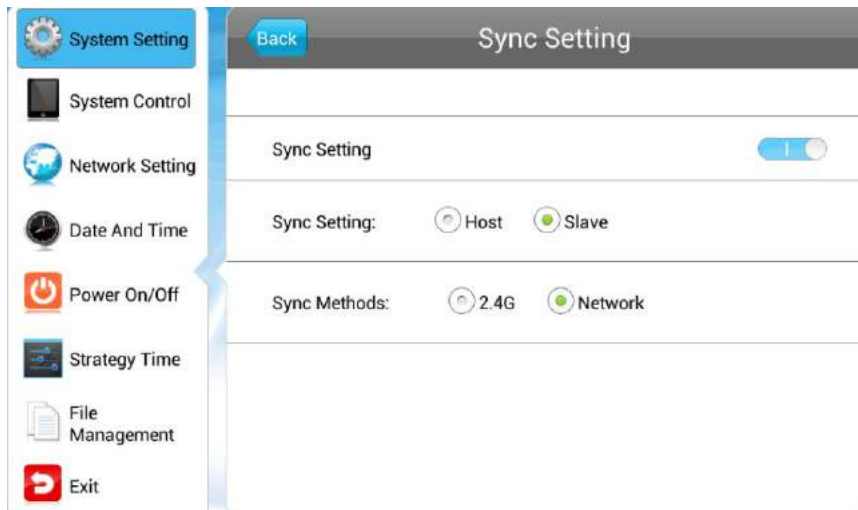 System Setting
System Control
Network Setting
Date And Time
Power On/Off
Strategy Time
File
Management
Exit
Back
Sync Setting
Sync Setting
Sync Setting: Host Slave
Sync Methods: 2.4G Network